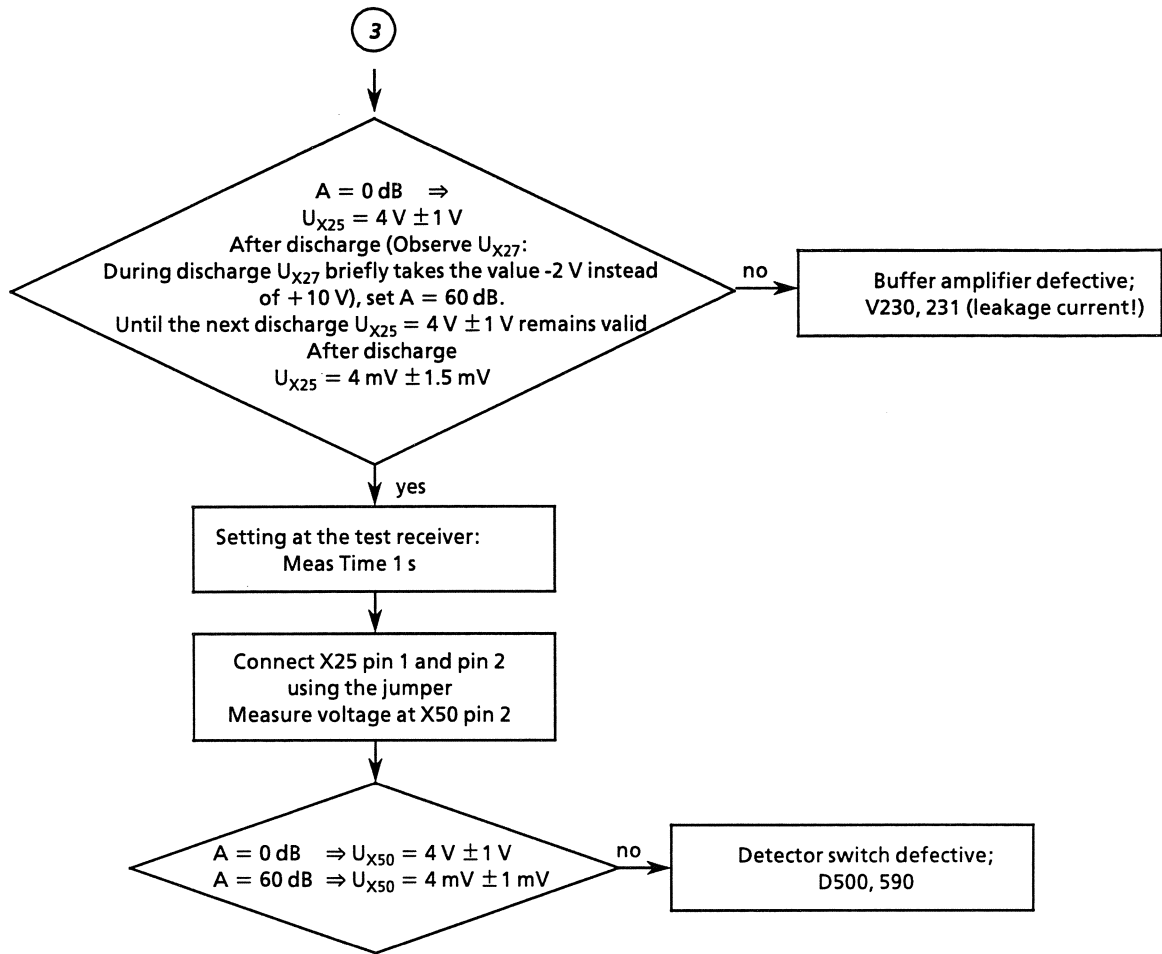 3
A = 0 dB ⇒
U_X25 = 4 V ± 1 V
After discharge (Observe U_X27:
During discharge U_X27 briefly takes the value -2 V instead
of +10 V), set A = 60 dB.
Until the next discharge U_X25 = 4 V ± 1 V remains valid
After discharge
U_X25 = 4 mV ± 1.5 mV
no
Buffer amplifier defective;
V230, 231 (leakage current!)
yes
Setting at the test receiver:
Meas Time 1 s
Connect X25 pin 1 and pin 2
using the jumper
Measure voltage at X50 pin 2
A = 0 dB ⇒ U_X50 = 4 V ± 1 V
A = 60 dB ⇒ U_X50 = 4 mV ± 1 mV
no
Detector switch defective;
D500, 590